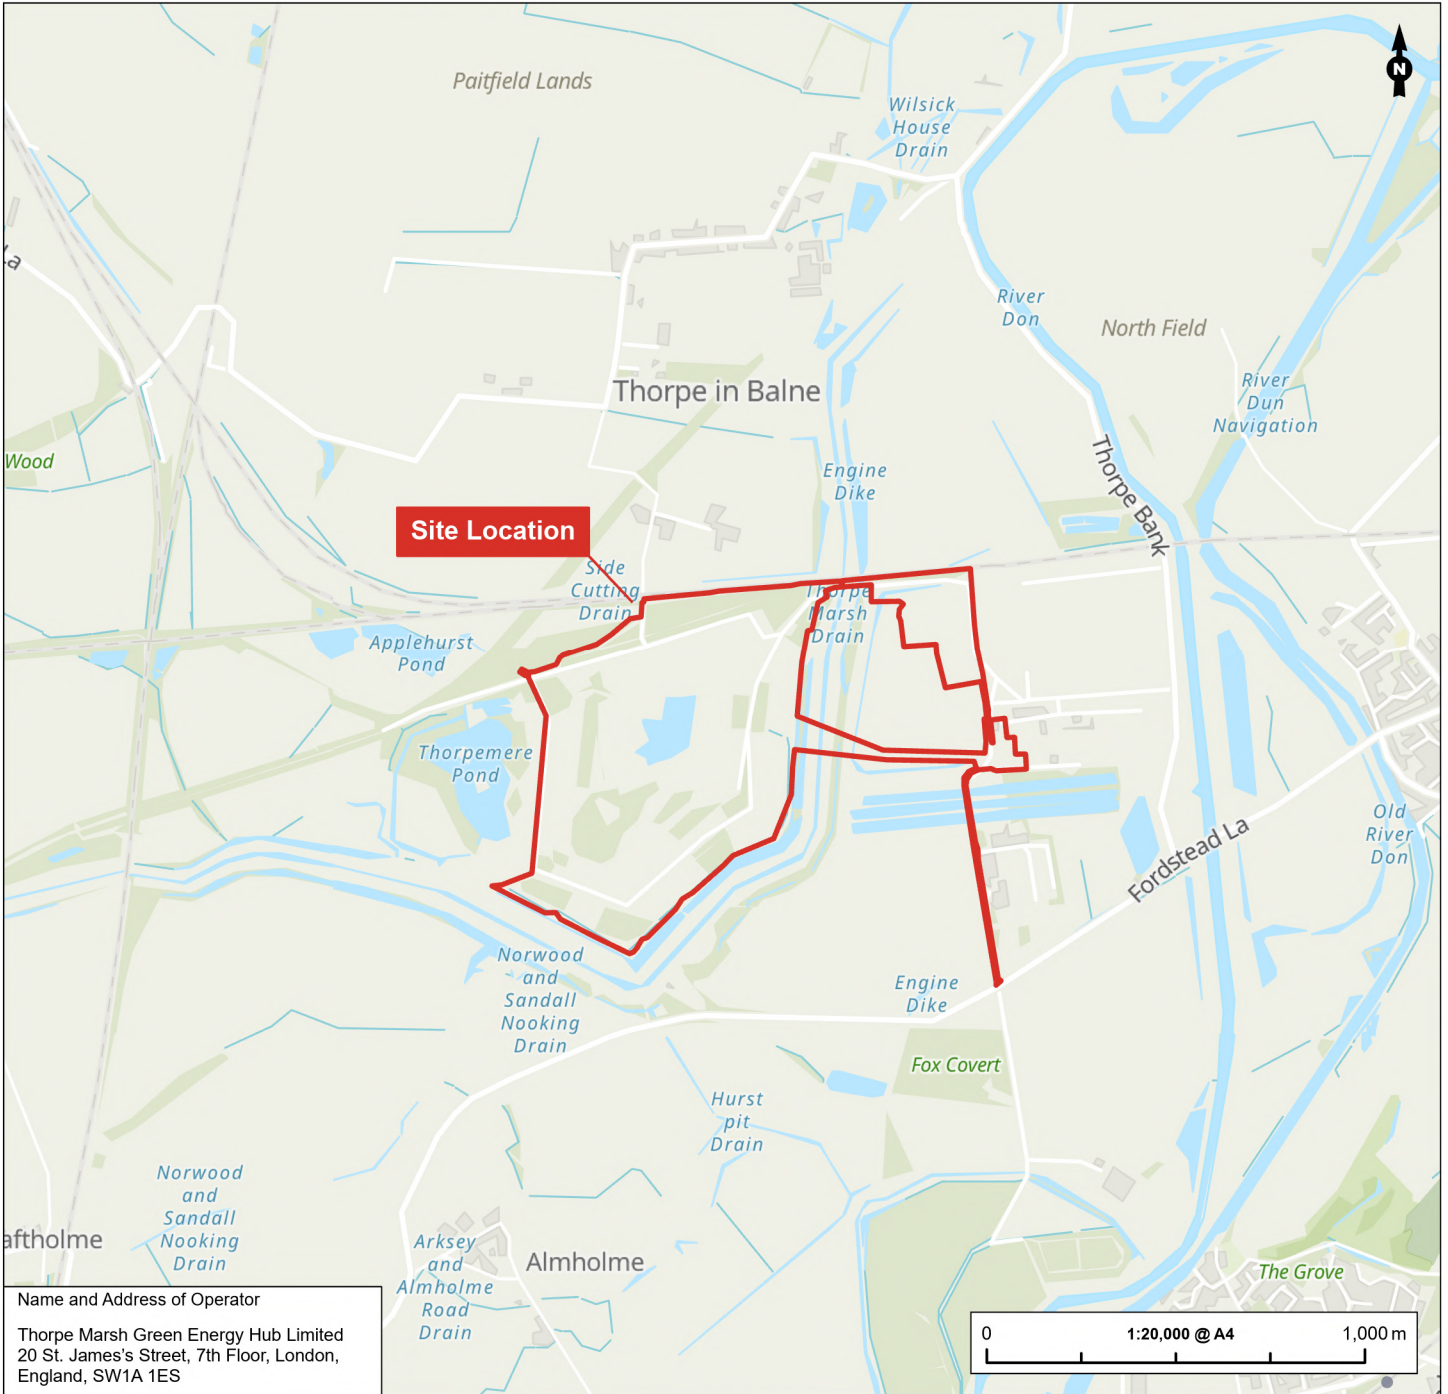 Paitfield Lands
N
Wilsick
House
Drain
La
River
Don
North Field
Thorpe in Balne
River
Dun
Navigation
Wood
Engine
Dike
Thorpe Bank
Site Location
Side
Cutting
Drain
Thorpe
Marsh
Drain
Applehurst
Pond
Thorpemere
Pond
Old
River
Don
Fordstead La
Norwood
and
Sandall
Nooking
Drain
Engine
Dike
Fox Covert
Hurst
pit
Drain
Norwood
and
Sandall
Nooking
Drain
aftholme
Arksey
and
Almholme
Road
Drain
Almholme
The Grove
Name and Address of Operator
Thorpe Marsh Green Energy Hub Limited
20 St. James’s Street, 7th Floor, London,
England, SW1A 1ES
0 1:20,000 @ A4 1,000 m